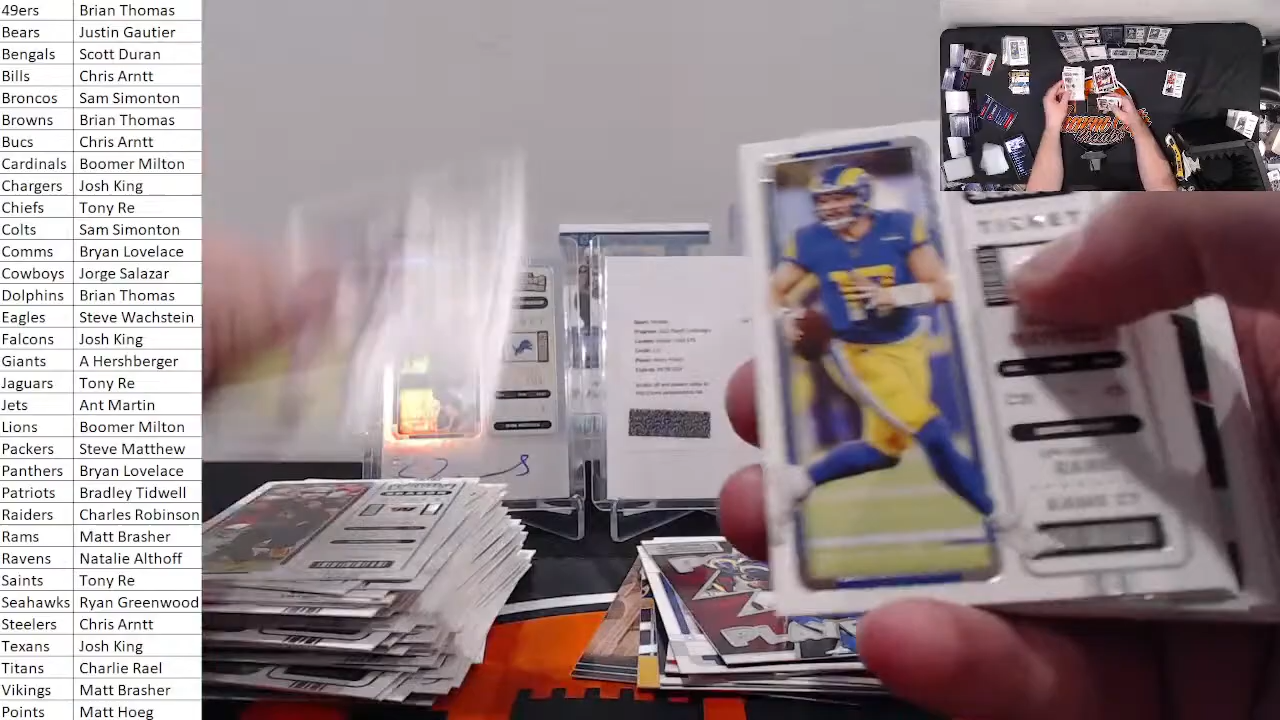 49ers Brian Thomas
Bears Justin Gautier
Bengals Scott Duran
Bills Chris Arntt
Broncos Sam Simonton
Browns Brian Thomas
Bucs Chris Arntt
Cardinals Boomer Milton
Chargers Josh King
Chiefs Tony Re
Colts Sam Simonton
Comms Bryan Lovelace
Cowboys Jorge Salazar
Dolphins Brian Thomas
Eagles Steve Wachstein
Falcons Josh King
Giants A Hershberger
Jaguars Tony Re
Jets Ant Martin
Lions Boomer Milton
Packers Steve Matthew
Panthers Bryan Lovelace
Patriots Bradley Tidwell
Raiders Charles Robinson
Rams Matt Brasher
Ravens Natalie Althoff
Saints Tony Re
Seahawks Ryan Greenwood
Steelers Chris Arntt
Texans Josh King
Titans Charlie Rael
Vikings Matt Brasher
Points Matt Hoeg
TICKET
SEASON